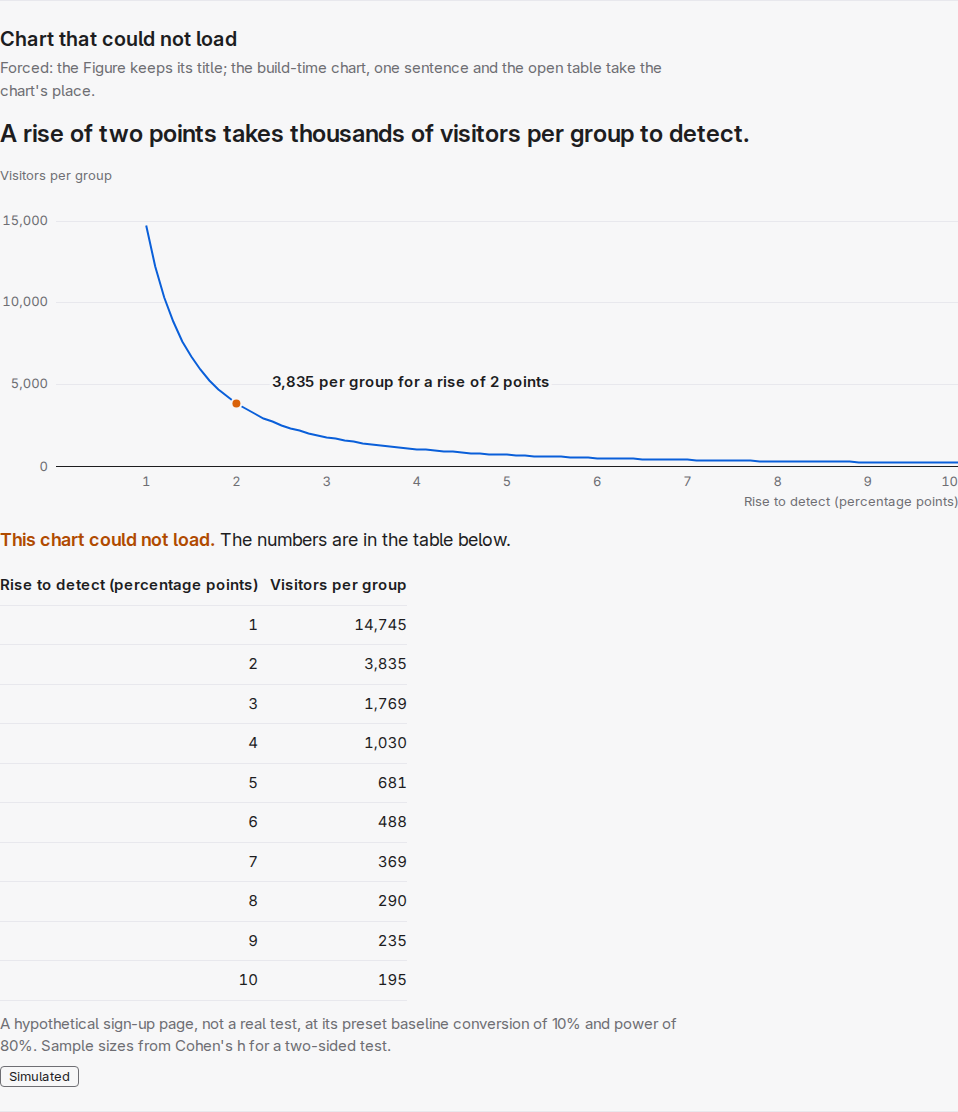 Chart that could not load
Forced: the Figure keeps its title; the build-time chart, one sentence and the open table take the
chart's place.
A rise of two points takes thousands of visitors per group to detect.
Visitors per group
15,000
10,000
5,000
3,835 per group for a rise of 2 points
0
1 2 3 4 5 6 7 8 9 10
Rise to detect (percentage points)
This chart could not load. The numbers are in the table below.
Rise to detect (percentage points) Visitors per group
1 14,745
2 3,835
3 1,769
4 1,030
5 681
6 488
7 369
8 290
9 235
10 195
A hypothetical sign-up page, not a real test, at its preset baseline conversion of 10% and power of
80%. Sample sizes from Cohen's h for a two-sided test.
Simulated